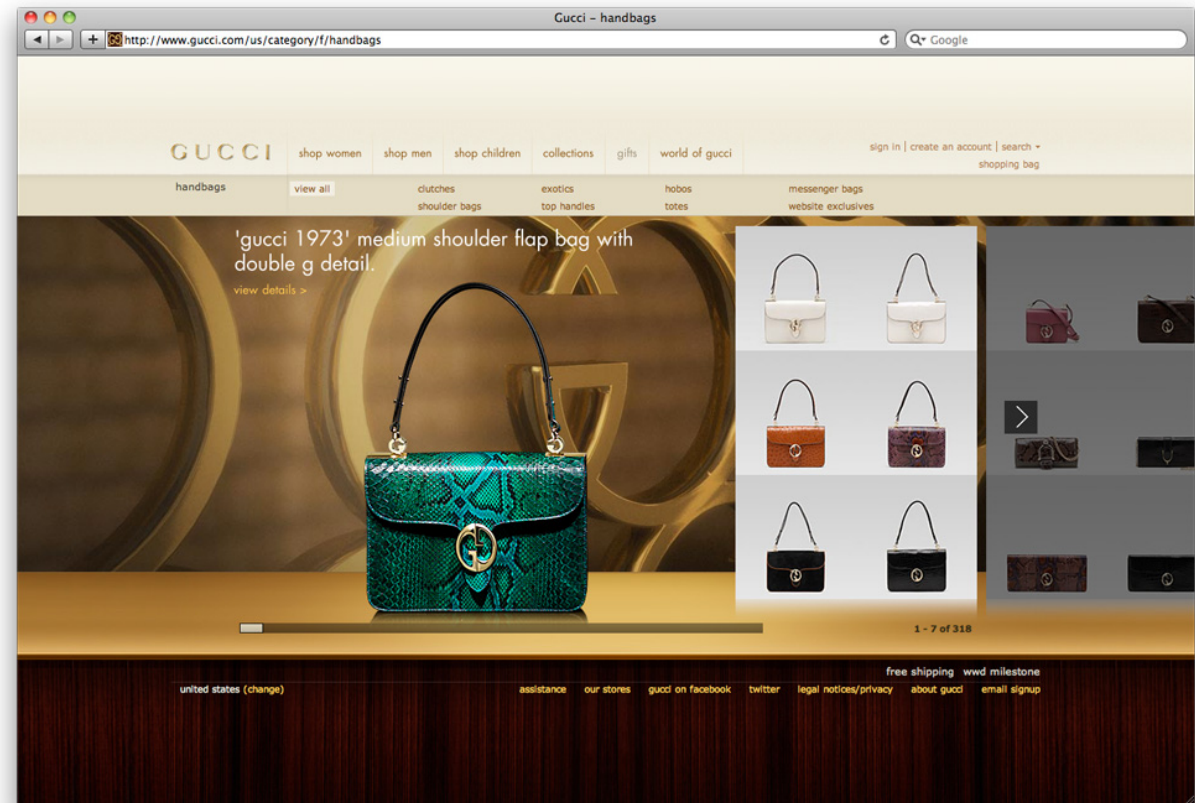 Gucci – handbags
http://www.gucci.com/us/category/f/handbags
Google
GUCCI
shop women
shop men
shop children
collections
gifts
world of gucci
sign in | create an account | search
shopping bag
handbags
view all
clutches
exotics
hobos
messenger bags
shoulder bags
top handles
totes
website exclusives
'gucci 1973' medium shoulder flap bag with
double g detail.
view details >
1 - 7 of 318
free shipping
wwd milestone
united states (change)
assistance
our stores
gucci on facebook
twitter
legal notices/privacy
about gucci
email signup